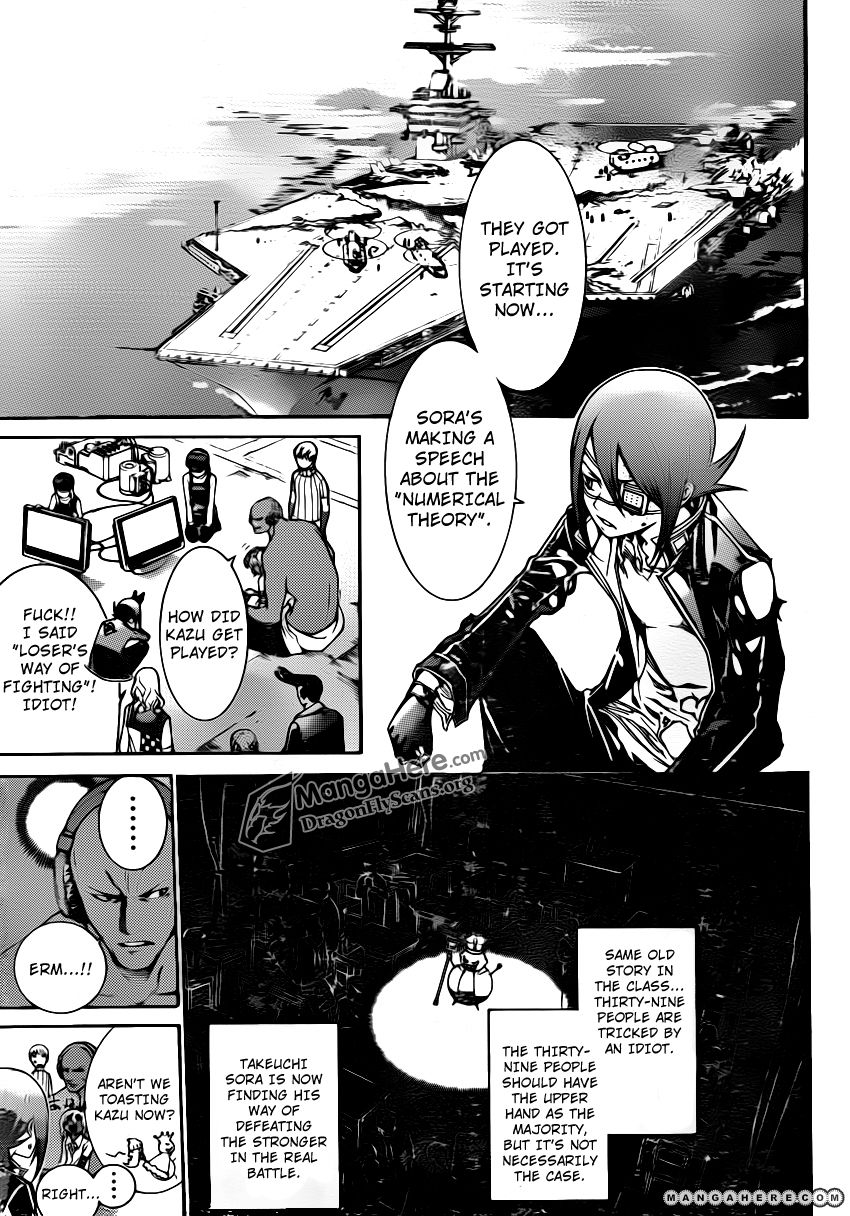 THEY GOT
PLAYED.
IT'S
STARTING
NOW...
SORA'S
MAKING A
SPEECH
ABOUT THE
"NUMERICAL
THEORY".
HOW DID
KAZU GET
PLAYED?
FUCK!!
I SAID
"LOSER'S
WAY OF
FIGHTING"!
IDIOT!
MangaHere.com
DragonFlyScans.org
......
ERM...!!
SAME OLD
STORY IN
THE CLASS...
THIRTY-NINE
PEOPLE ARE
TRICKED BY
AN IDIOT.
THE THIRTY-
NINE PEOPLE
SHOULD HAVE
THE UPPER
HAND AS THE
MAJORITY,
BUT IT'S NOT
NECESSARILY
THE CASE.
TAKEUCHI
SORA IS NOW
FINDING HIS
WAY OF
DEFEATING
THE STRONGER
IN THE REAL
BATTLE.
AREN'T WE
TOASTING
KAZU NOW?
....
RIGHT...
MANGAHERE.COM